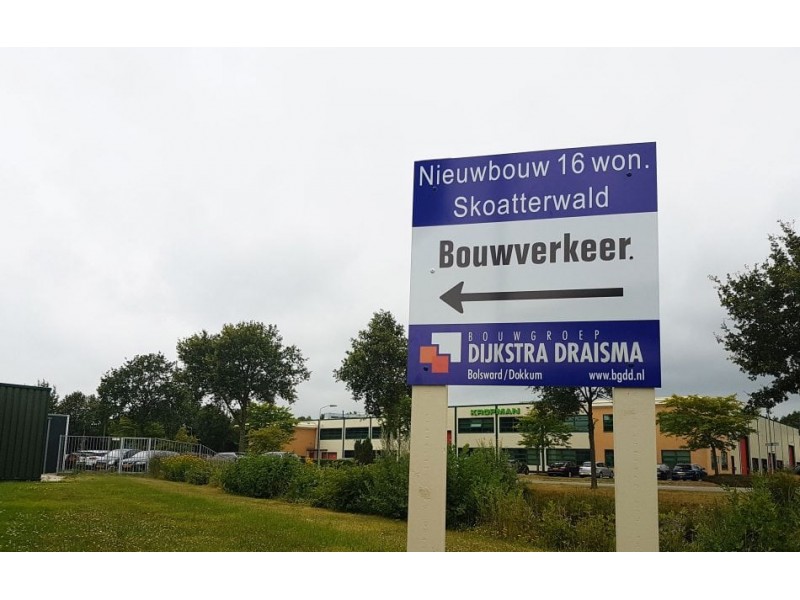 Nieuwbouw 16 won.
Skoatterwald
Bouwverkeer.
BOUWGROEP
DIJKSTRA DRAISMA
Bolsward/Dokkum www.bgdd.nl
KROPMAN